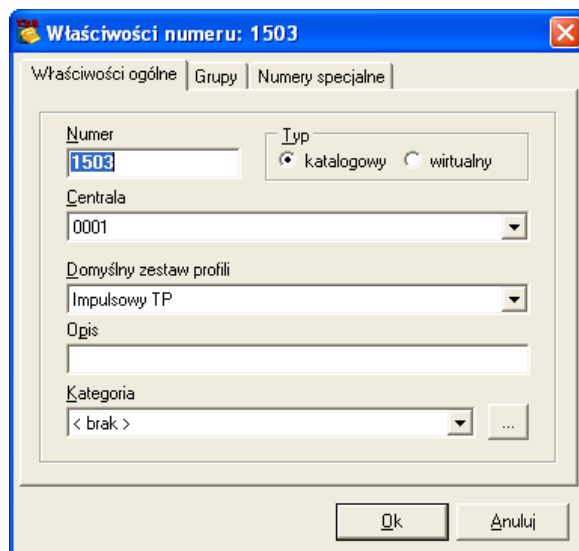 Właściwości numeru: 1503
Właściwości ogólne Grupy Numery specjalne
Numer Typ
1503 katalogowy wirtualny
Centrala
0001
Domyślny zestaw profili
Impulsowy TP
Opis
Kategoria
< brak > ...
Ok Anuluj